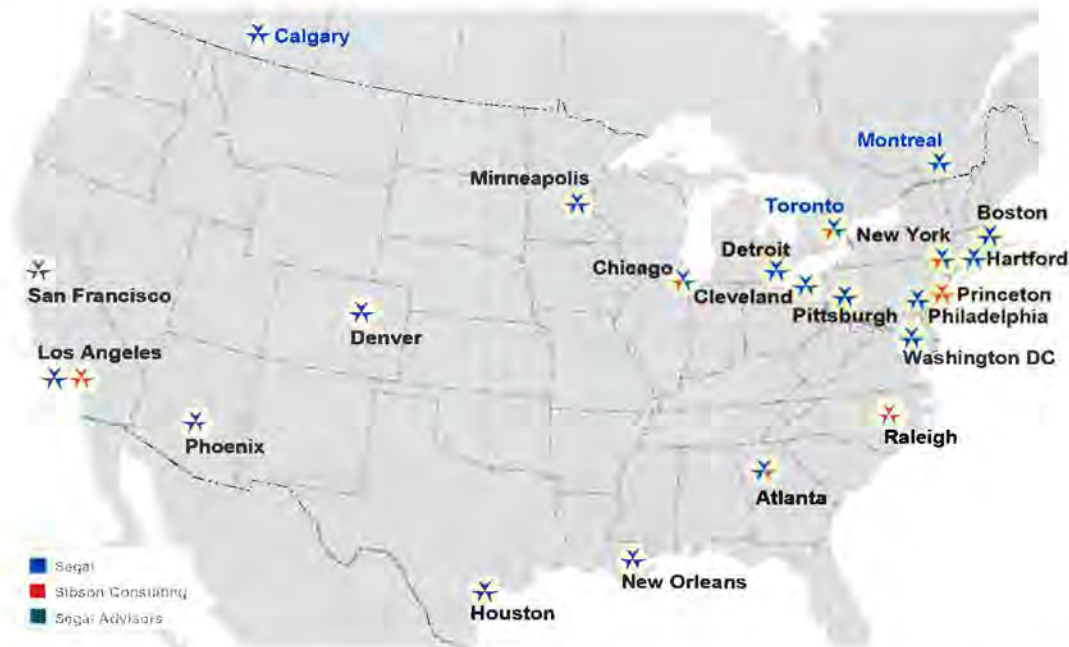 Calgary
Montreal
Minneapolis
Toronto
Boston
New York
Detroit
Hartford
Chicago
Cleveland
San Francisco
Princeton
Pittsburgh
Philadelphia
Denver
Los Angeles
Washington DC
Phoenix
Raleigh
Atlanta
New Orleans
Houston
Segal
Sibson Consulting
Segal Advisors